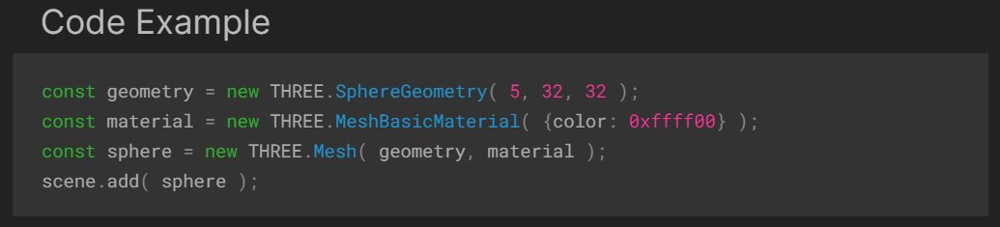 Code Example
const geometry = new THREE.SphereGeometry( 5, 32, 32 );
const material = new THREE.MeshBasicMaterial( {color: 0xffff00} );
const sphere = new THREE.Mesh( geometry, material );
scene.add( sphere );